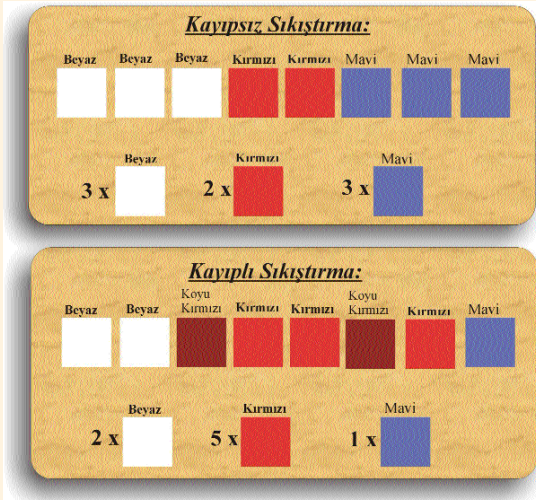 Kayıpsız Sıkıştırma:
Beyaz Beyaz Beyaz Kırmızı Kırmızı Mavi Mavi Mavi
Beyaz Kırmızı Mavi
3 x 2 x 3 x
Kayıplı Sıkıştırma:
Beyaz Beyaz Koyu Kırmızı Kırmızı Kırmızı Koyu Kırmızı Kırmızı Mavi
Beyaz Kırmızı Mavi
2 x 5 x 1 x